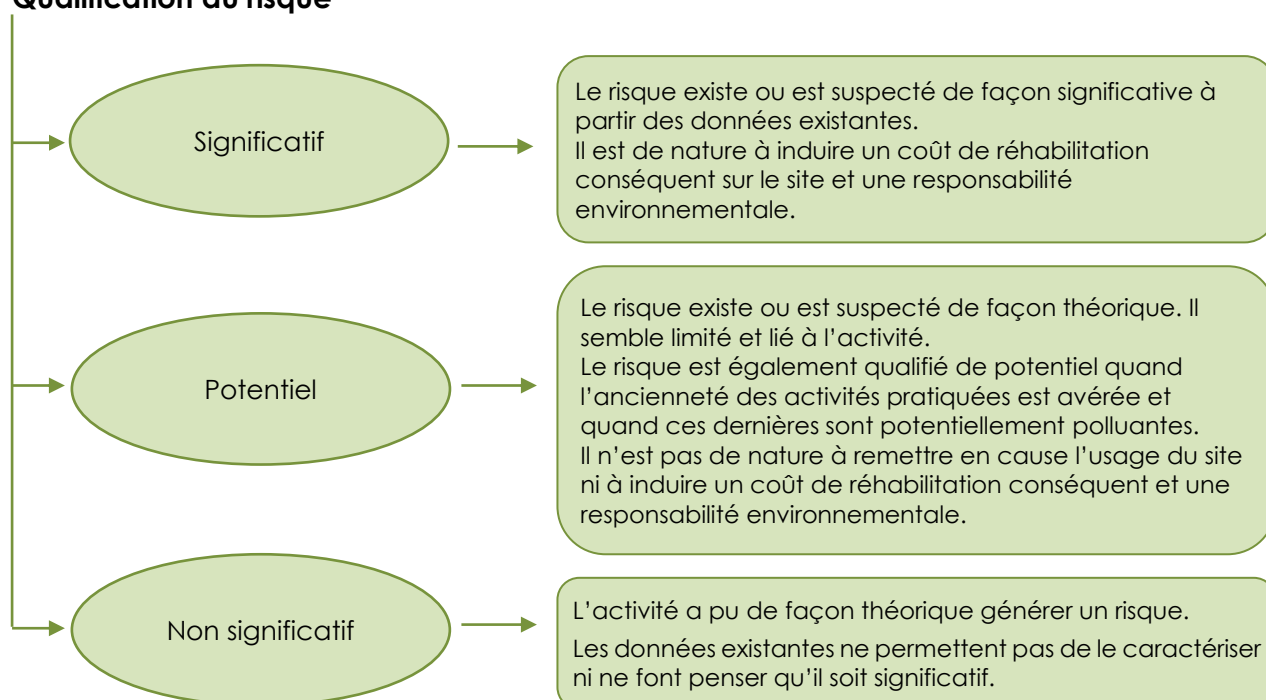 Qualification du risque
Significatif
Le risque existe ou est suspecté de façon significative à
partir des données existantes.
Il est de nature à induire un coût de réhabilitation
conséquent sur le site et une responsabilité
environnementale.
Potentiel
Le risque existe ou est suspecté de façon théorique. Il
semble limité et lié à l’activité.
Le risque est également qualifié de potentiel quand
l’ancienneté des activités pratiquées est avérée et
quand ces dernières sont potentiellement polluantes.
Il n’est pas de nature à remettre en cause l’usage du site
ni à induire un coût de réhabilitation conséquent et une
responsabilité environnementale.
Non significatif
L’activité a pu de façon théorique générer un risque.
Les données existantes ne permettent pas de le caractériser
ni ne font penser qu’il soit significatif.